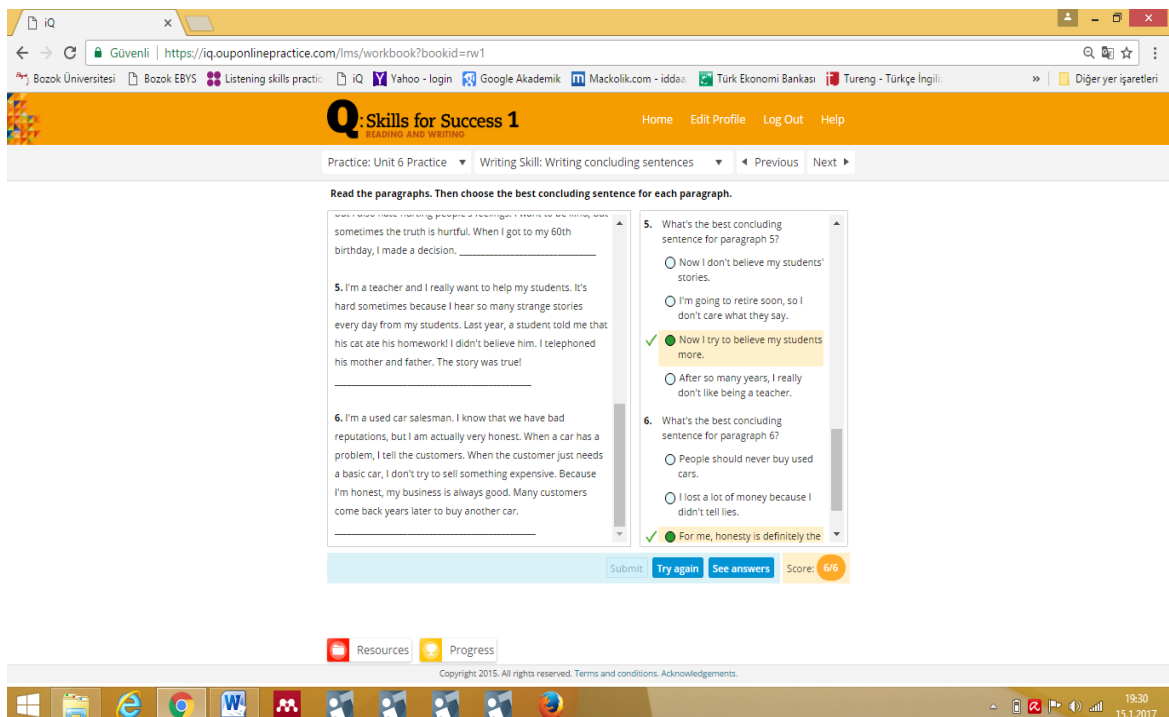 iQ
Güvenli | https://iq.ouponlinepractice.com/lms/workbook?bookid=rw1
Bozok Üniversitesi Bozok EBYS Listening skills practic iQ Yahoo - login Google Akademik Mackolik.com - iddaa Türk Ekonomi Bankası Tureng - Türkçe İngiliz » Diğer yer işaretleri
Q: Skills for Success 1
READING AND WRITING
Home Edit Profile Log Out Help
Practice: Unit 6 Practice Writing Skill: Writing concluding sentences Previous Next
Read the paragraphs. Then choose the best concluding sentence for each paragraph.
but I also hate hurting people's feelings. I want to be kind, but
sometimes the truth is hurtful. When I got to my 60th
birthday, I made a decision. ________________________________
5. I'm a teacher and I really want to help my students. It's
hard sometimes because I hear so many strange stories
every day from my students. Last year, a student told me that
his cat ate his homework! I didn't believe him. I telephoned
his mother and father. The story was true!
______________________________________________
6. I'm a used car salesman. I know that we have bad
reputations, but I am actually very honest. When a car has a
problem, I tell the customers. When the customer just needs
a basic car, I don't try to sell something expensive. Because
I'm honest, my business is always good. Many customers
come back years later to buy another car.
_______________________________________________
5. What's the best concluding
sentence for paragraph 5?
Now I don't believe my students'
stories.
I'm going to retire soon, so I
don't care what they say.
Now I try to believe my students
more.
After so many years, I really
don't like being a teacher.
6. What's the best concluding
sentence for paragraph 6?
People should never buy used
cars.
I lost a lot of money because I
didn't tell lies.
For me, honesty is definitely the
Submit Try again See answers Score: 6/6
Resources Progress
Copyright 2015. All rights reserved. Terms and conditions. Acknowledgements.
19:30
15.1.2017